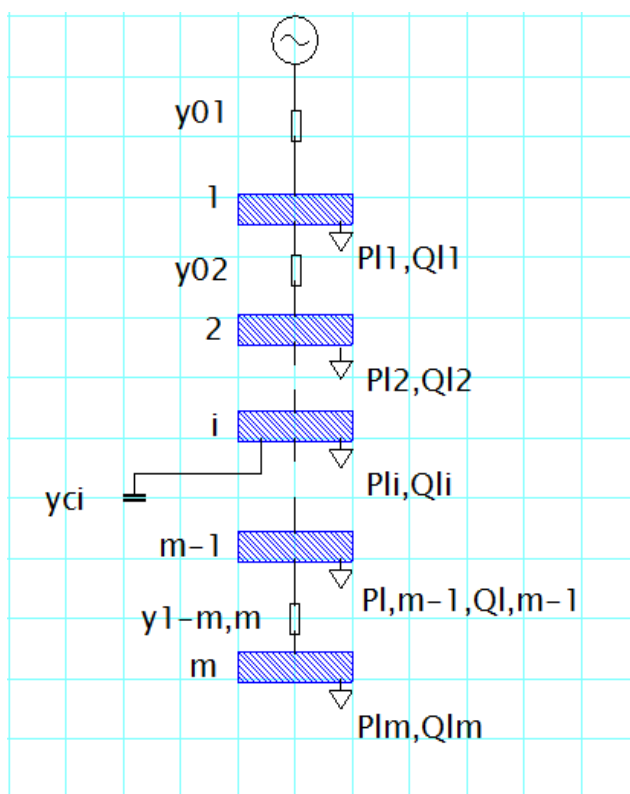 y01
1
Pl1,Ql1
y02
2
Pl2,Ql2
i
Pli,Qli
yci
m-1
Pl,m-1,Ql,m-1
y1-m,m
m
Plm,Qlm